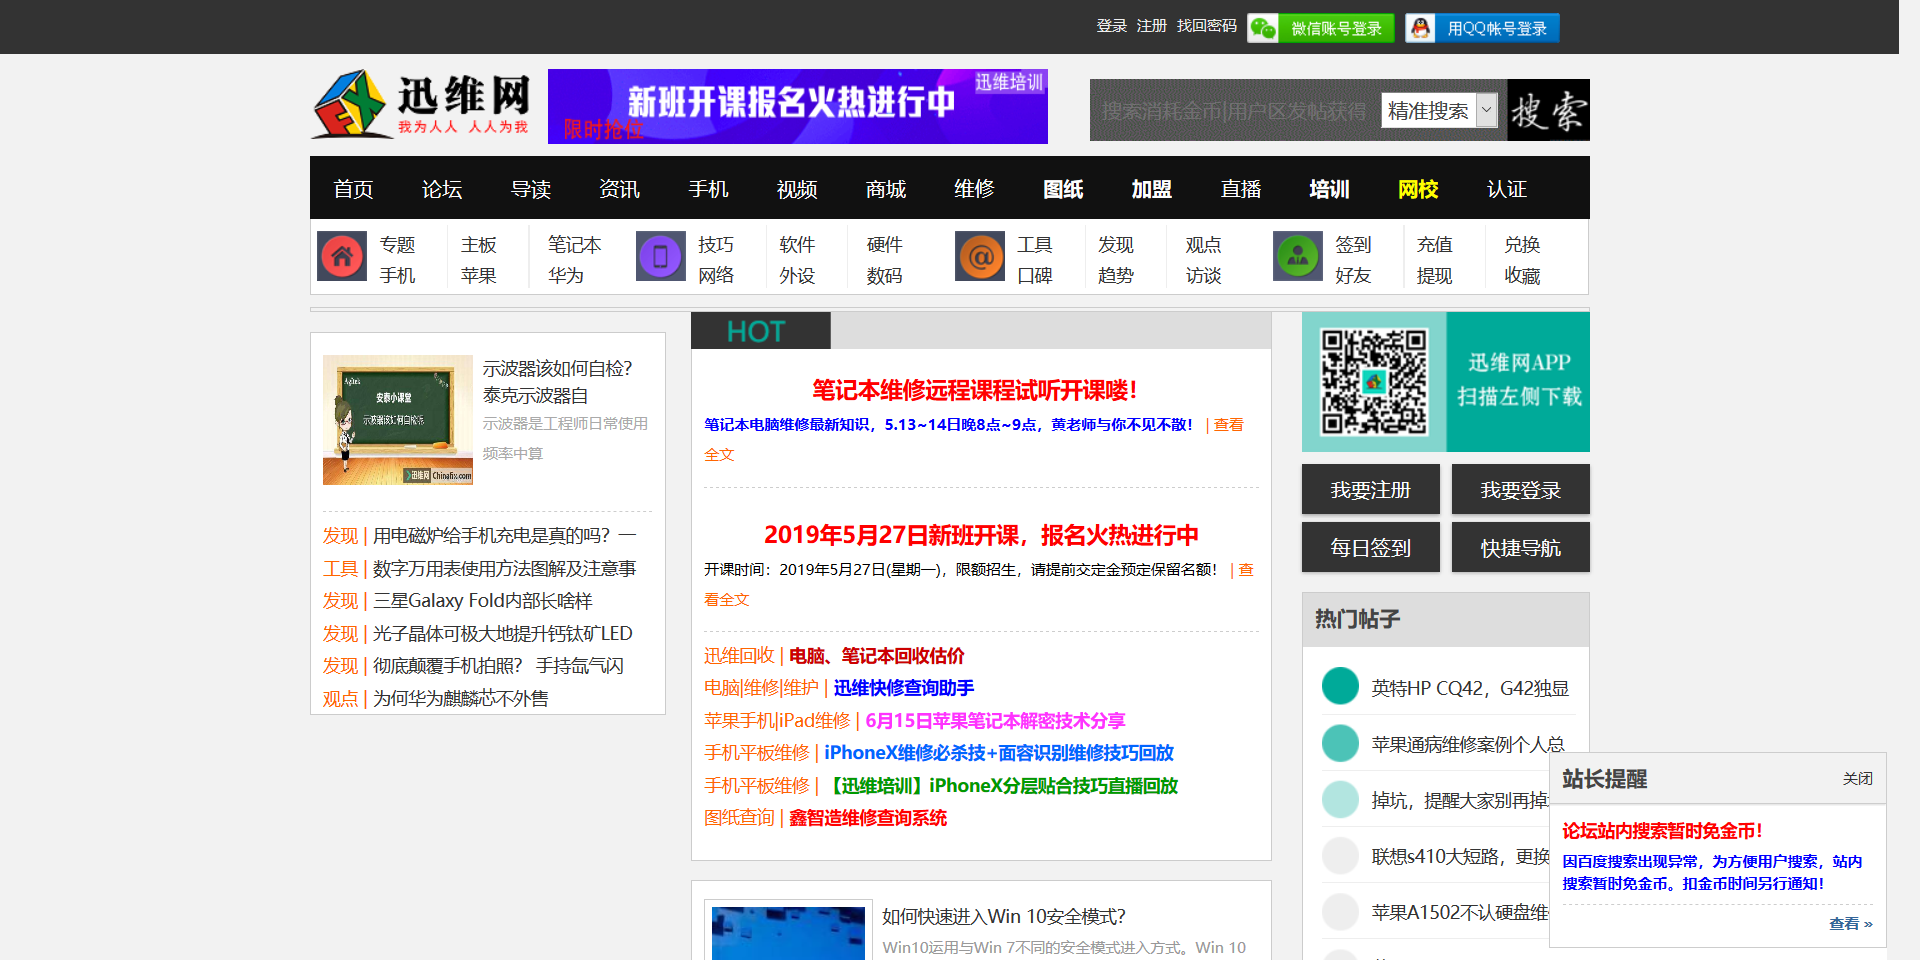 登录 注册 找回密码 微信账号登录 用QQ帐号登录
迅维网
我为人人 人人为我
迅维培训
新班开课报名火热进行中
限时抢位
搜索消耗金币|用户区发帖获得 精准搜索 搜索
首页 论坛 导读 资讯 手机 视频 商城 维修 图纸 加盟 直播 培训 网校 认证
专题 主板 笔记本 技巧 软件 硬件 工具 发现 观点 签到 充值 兑换
手机 苹果 华为 网络 外设 数码 口碑 趋势 访谈 好友 提现 收藏
示波器该如何自检？
泰克示波器自
示波器是工程师日常使用
频率中算
安泰小课堂
示波器该如何自检
迅维网 Chinafix.com
发现 | 用电磁炉给手机充电是真的吗？一
工具 | 数字万用表使用方法图解及注意事
发现 | 三星Galaxy Fold内部长啥样
发现 | 光子晶体可极大地提升钙钛矿LED
发现 | 彻底颠覆手机拍照？ 手持氙气闪
观点 | 为何华为麒麟芯不外售
HOT
笔记本维修远程课程试听开课喽！
笔记本电脑维修最新知识，5.13~14日晚8点~9点，黄老师与你不见不散！ | 查看
全文
2019年5月27日新班开课，报名火热进行中
开课时间：2019年5月27日(星期一)，限额招生，请提前交定金预定保留名额！ | 查
看全文
迅维回收 | 电脑、笔记本回收估价
电脑|维修|维护 | 迅维快修查询助手
苹果手机|iPad维修 | 6月15日苹果笔记本解密技术分享
手机平板维修 | iPhoneX维修必杀技+面容识别维修技巧回放
手机平板维修 | 【迅维培训】iPhoneX分层贴合技巧直播回放
图纸查询 | 鑫智造维修查询系统
如何快速进入Win 10安全模式？
Win10运用与Win 7不同的安全模式进入方式。Win 10
迅维网APP
扫描左侧下载
我要注册 我要登录
每日签到 快捷导航
热门帖子
英特HP CQ42，G42独显
苹果通病维修案例个人总
掉坑，提醒大家别再掉
联想s410大短路，更换
苹果A1502不认硬盘维
站长提醒 关闭
论坛站内搜索暂时免金币！
因百度搜索出现异常，为方便用户搜索，站内
搜索暂时免金币。扣金币时间另行通知！
查看 »